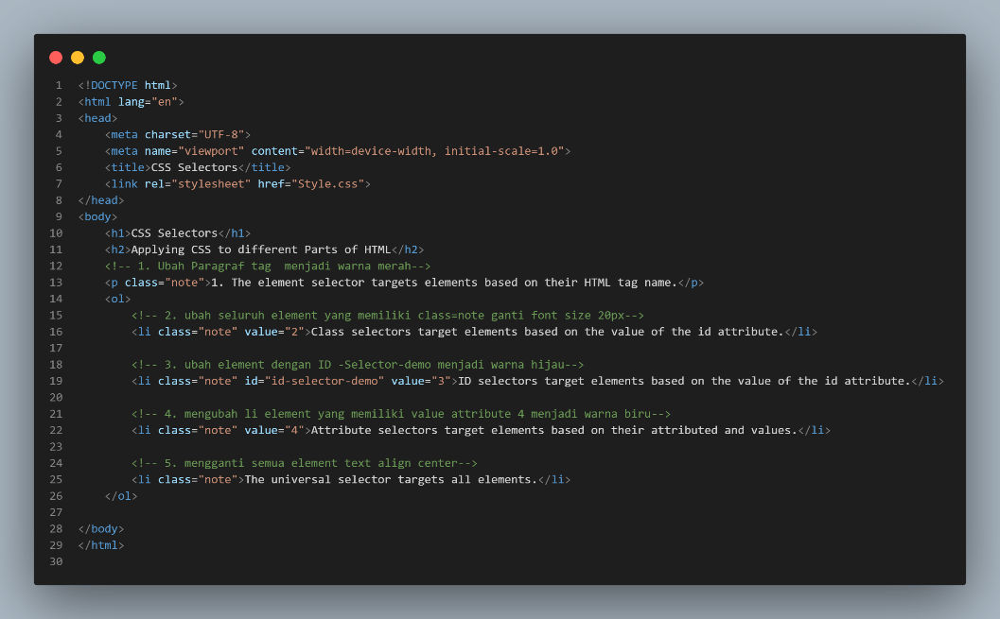 1 <!DOCTYPE html>
2 <html lang="en">
3 <head>
4     <meta charset="UTF-8">
5     <meta name="viewport" content="width=device-width, initial-scale=1.0">
6     <title>CSS Selectors</title>
7     <link rel="stylesheet" href="Style.css">
8 </head>
9 <body>
10     <h1>CSS Selectors</h1>
11     <h2>Applying CSS to different Parts of HTML</h2>
12     <!-- 1. Ubah Paragraf tag  menjadi warna merah-->
13     <p class="note">1. The element selector targets elements based on their HTML tag name.</p>
14     <ol>
15         <!-- 2. ubah seluruh element yang memiliki class=note ganti font size 20px-->
16         <li class="note" value="2">Class selectors target elements based on the value of the id attribute.</li>
17
18         <!-- 3. ubah element dengan ID -Selector-demo menjadi warna hijau-->
19         <li class="note" id="id-selector-demo" value="3">ID selectors target elements based on the value of the id attribute.</li>
20
21         <!-- 4. mengubah li element yang memiliki value attribute 4 menjadi warna biru-->
22         <li class="note" value="4">Attribute selectors target elements based on their attributed and values.</li>
23
24         <!-- 5. mengganti semua element text align center-->
25         <li class="note">The universal selector targets all elements.</li>
26     </ol>
27
28 </body>
29 </html>
30